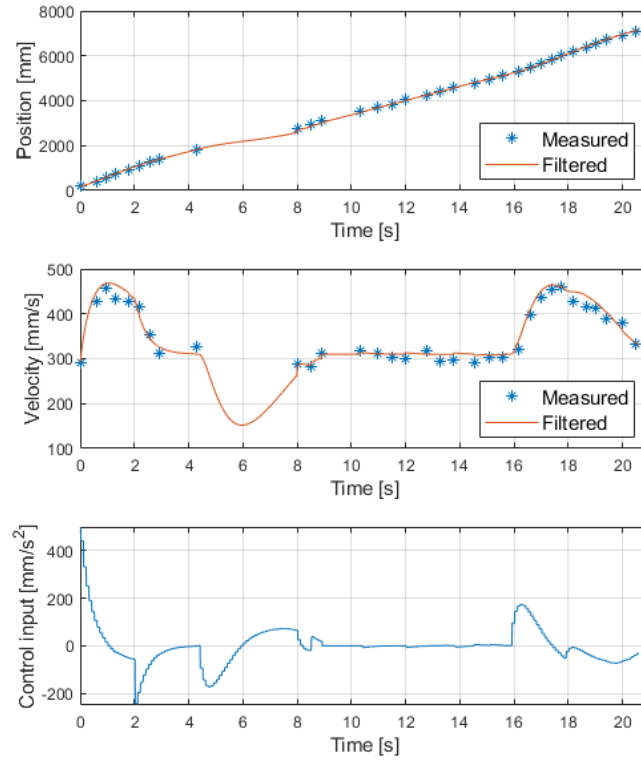 8000
6000
4000
2000
0
Position [mm]
Measured
Filtered
0 2 4 6 8 10 12 14 16 18 20
Time [s]
500
400
300
200
100
Velocity [mm/s]
Measured
Filtered
0 2 4 6 8 10 12 14 16 18 20
Time [s]
400
200
0
-200
Control input [mm/s²]
0 2 4 6 8 10 12 14 16 18 20
Time [s]